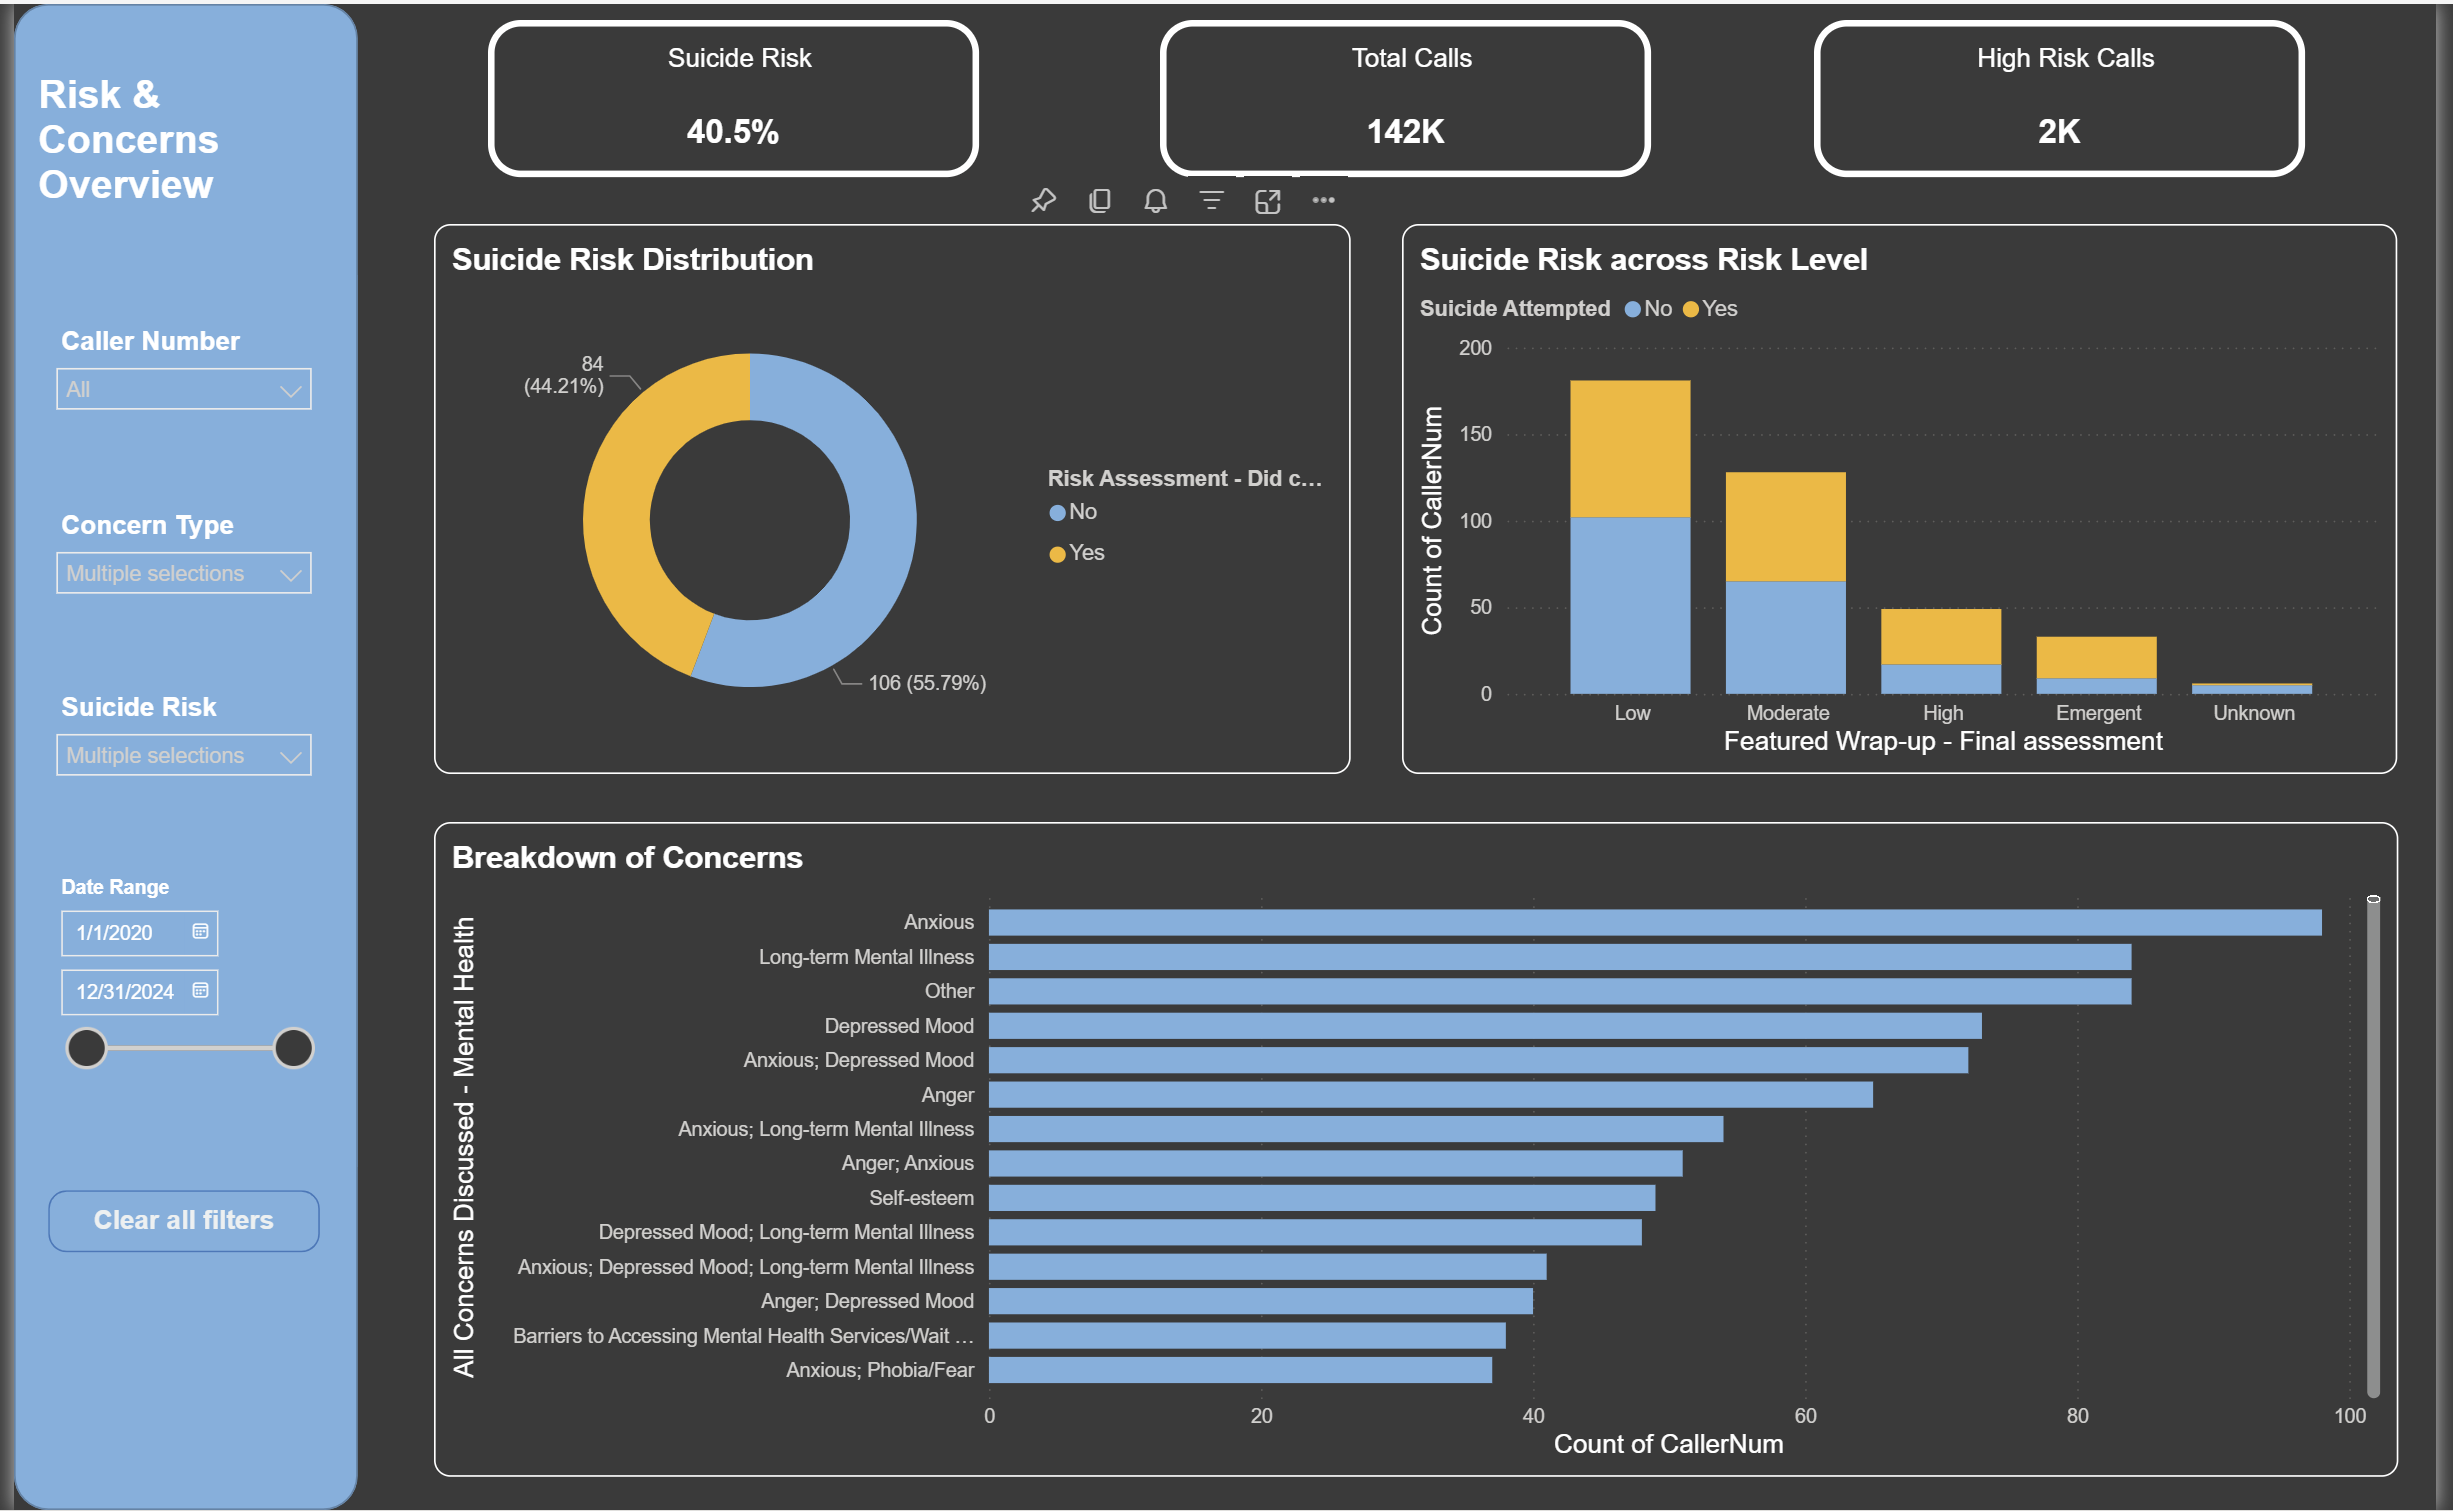 Risk &
Concerns
Overview
Caller Number
All
Concern Type
Multiple selections
Suicide Risk
Multiple selections
Date Range
1/1/2020
12/31/2024
Clear all filters
Suicide Risk
40.5%
Total Calls
142K
High Risk Calls
2K
Suicide Risk Distribution
84
(44.21%)
106 (55.79%)
Risk Assessment - Did c...
No
Yes
Suicide Risk across Risk Level
Suicide Attempted No Yes
Count of CallerNum
200
150
100
50
0
Low Moderate High Emergent Unknown
Featured Wrap-up - Final assessment
Breakdown of Concerns
All Concerns Discussed - Mental Health
Anxious
Long-term Mental Illness
Other
Depressed Mood
Anxious; Depressed Mood
Anger
Anxious; Long-term Mental Illness
Anger; Anxious
Self-esteem
Depressed Mood; Long-term Mental Illness
Anxious; Depressed Mood; Long-term Mental Illness
Anger; Depressed Mood
Barriers to Accessing Mental Health Services/Wait ...
Anxious; Phobia/Fear
0 20 40 60 80 100
Count of CallerNum